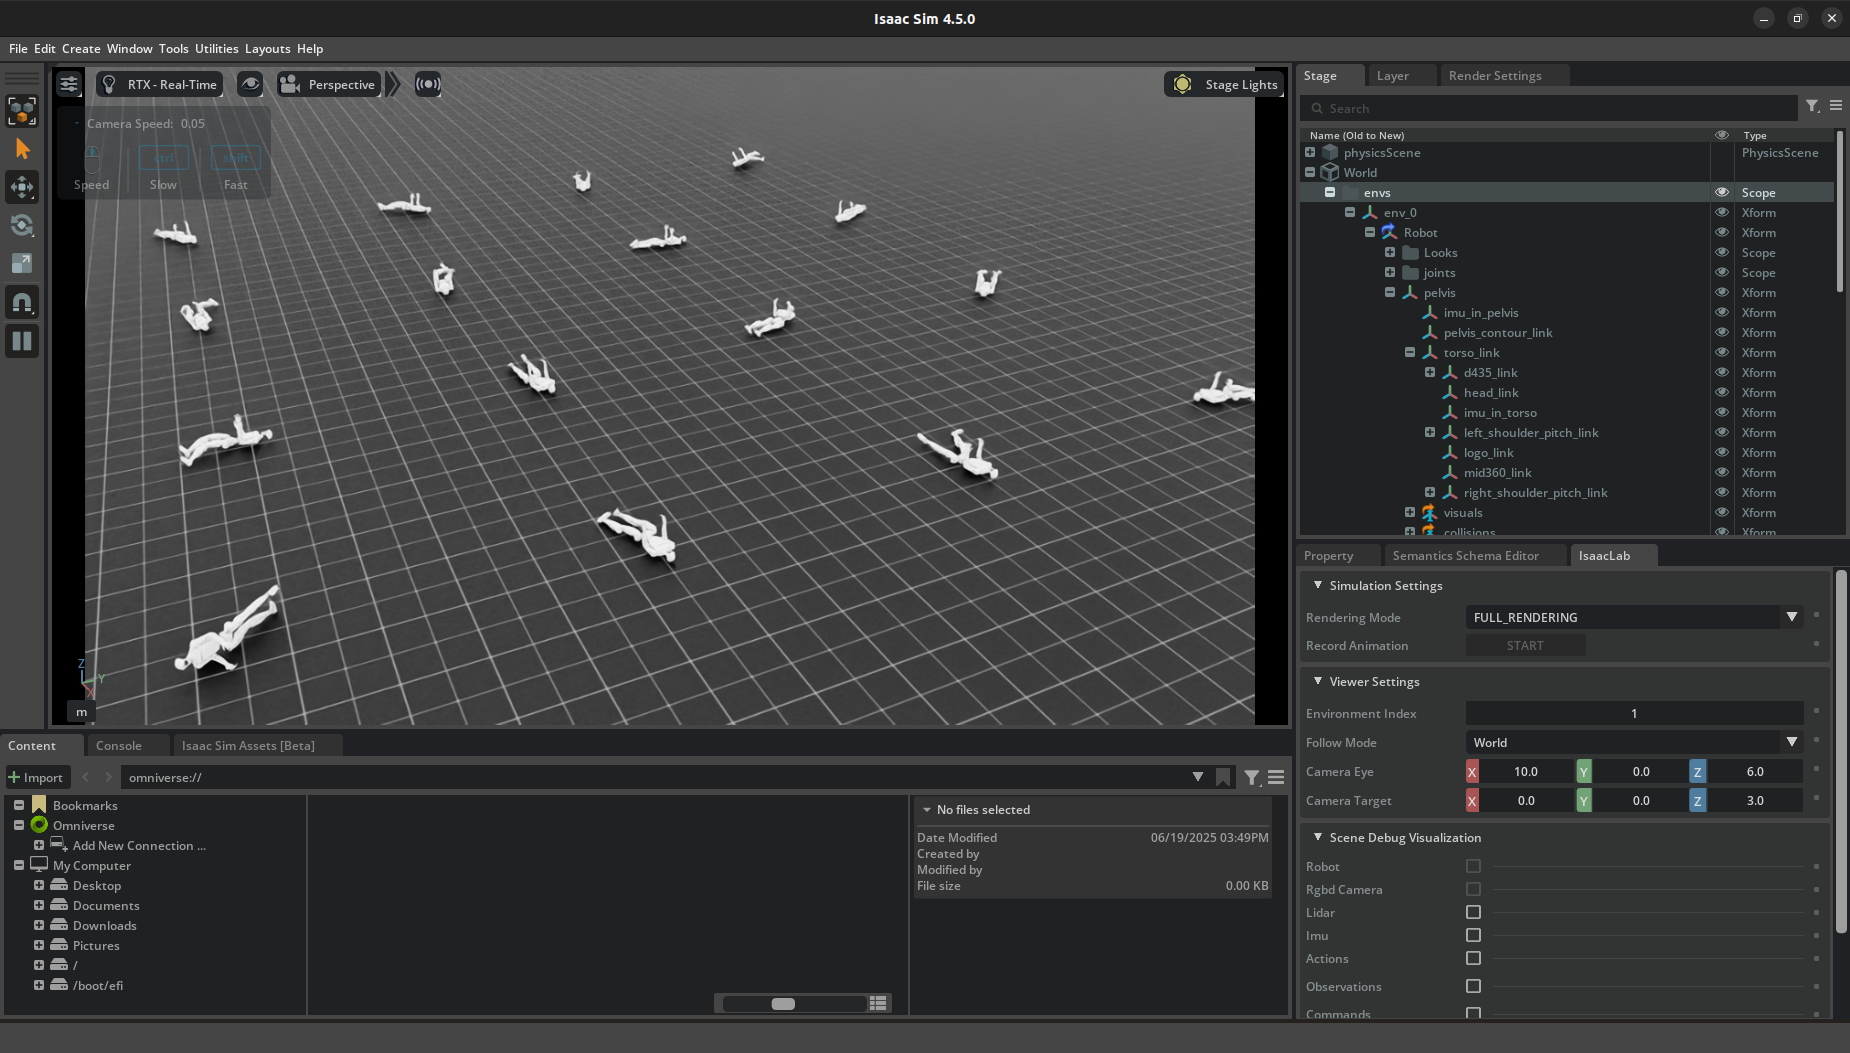 Isaac Sim 4.5.0
File Edit Create Window Tools Utilities Layouts Help
RTX - Real-Time
Perspective
Stage Lights
Camera Speed: 0.05
ctrl
shift
Speed
Slow
Fast
Z
Y
X
m
Stage
Layer
Render Settings
Search
Name (Old to New)
Type
physicsScene PhysicsScene
World
envs Scope
env_0 Xform
Robot Xform
Looks Scope
joints Scope
pelvis Xform
imu_in_pelvis Xform
pelvis_contour_link Xform
torso_link Xform
d435_link Xform
head_link Xform
imu_in_torso Xform
left_shoulder_pitch_link Xform
logo_link Xform
mid360_link Xform
right_shoulder_pitch_link Xform
visuals Xform
collisions Xform
Property
Semantics Schema Editor
IsaacLab
Simulation Settings
Rendering Mode FULL_RENDERING
Record Animation START
Viewer Settings
Environment Index 1
Follow Mode World
Camera Eye X 10.0 Y 0.0 Z 6.0
Camera Target X 0.0 Y 0.0 Z 3.0
Scene Debug Visualization
Robot
Rgbd Camera
Lidar
Imu
Actions
Observations
Commands
Content
Console
Isaac Sim Assets [Beta]
Import
omniverse://
Bookmarks
Omniverse
Add New Connection ...
My Computer
Desktop
Documents
Downloads
Pictures
/
/boot/efi
No files selected
Date Modified 06/19/2025 03:49PM
Created by
Modified by
File size 0.00 KB